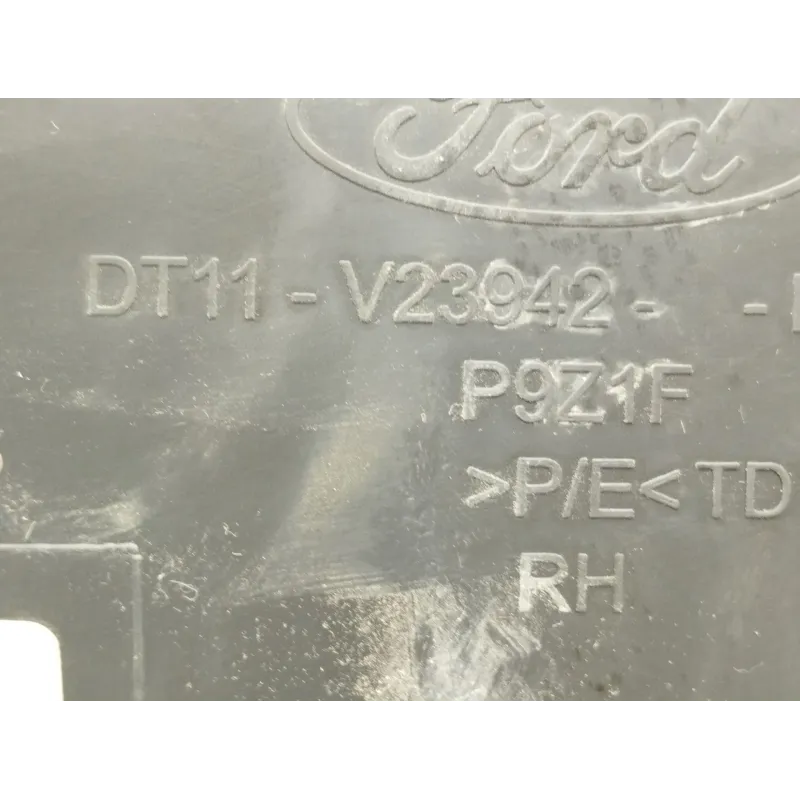 Ford
DT11-V23942- -
P9Z1F
>P/E<TD
RH